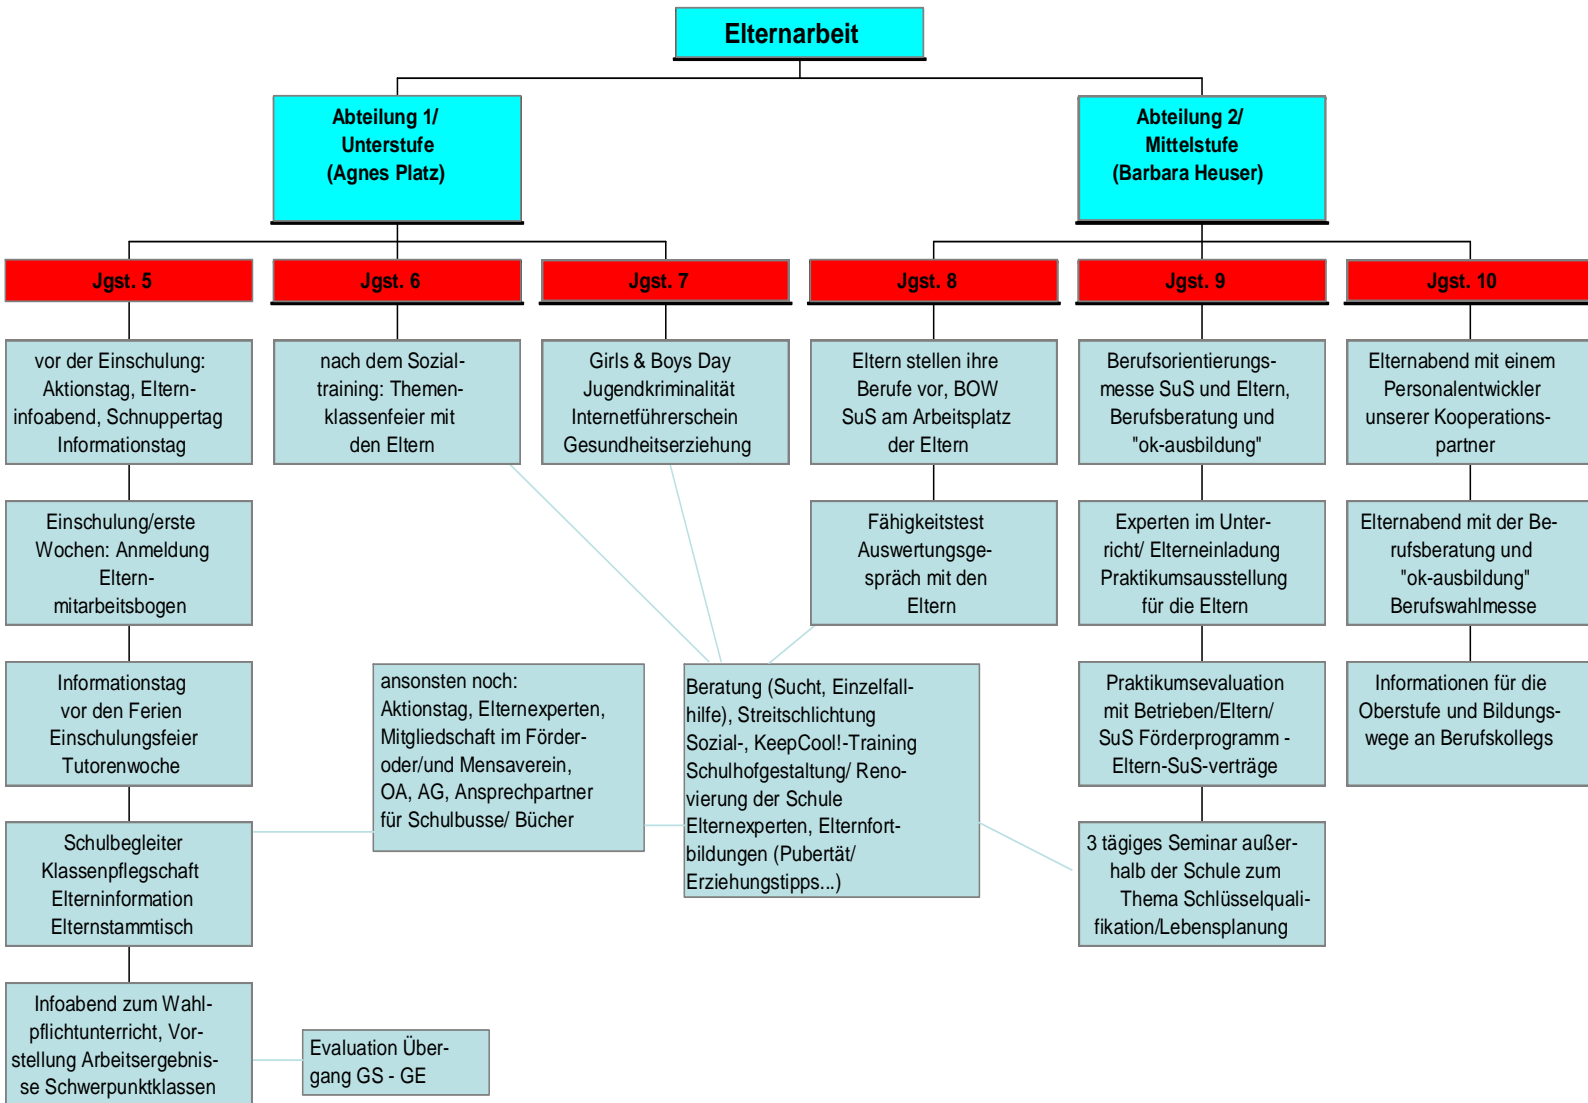 Elternarbeit
Abteilung 1/
Unterstufe
(Agnes Platz)
Abteilung 2/
Mittelstufe
(Barbara Heuser)
Jgst. 5
Jgst. 6
Jgst. 7
Jgst. 8
Jgst. 9
Jgst. 10
vor der Einschulung:
Aktionstag, Eltern-
infoabend, Schnuppertag
Informationstag
nach dem Sozial-
training: Themen-
klassenfeier mit
den Eltern
Girls & Boys Day
Jugendkriminalität
Internetführerschein
Gesundheitserziehung
Eltern stellen ihre
Berufe vor, BOW
SuS am Arbeitsplatz
der Eltern
Berufsorientierungs-
messe SuS und Eltern,
Berufsberatung und
"ok-ausbildung"
Elternabend mit einem
Personalentwickler
unserer Kooperations-
partner
Einschulung/erste
Wochen: Anmeldung
Eltern-
mitarbeitsbogen
Fähigkeitstest
Auswertungsge-
spräch mit den
Eltern
Experten im Unter-
richt/ Elterneinladung
Praktikumsausstellung
für die Eltern
Elternabend mit der Be-
rufsberatung und
"ok-ausbildung"
Berufswahlmesse
Informationstag
vor den Ferien
Einschulungsfeier
Tutorenwoche
ansonsten noch:
Aktionstag, Elternexperten,
Mitgliedschaft im Förder-
oder/und Mensaverein,
OA, AG, Ansprechpartner
für Schulbusse/ Bücher
Beratung (Sucht, Einzelfall-
hilfe), Streitschlichtung
Sozial-, KeepCool!-Training
Schulhofgestaltung/ Reno-
vierung der Schule
Elternexperten, Elternfort-
bildungen (Pubertät/
Erziehungstipps...)
Praktikumsevaluation
mit Betrieben/Eltern/
SuS Förderprogramm -
Eltern-SuS-verträge
Informationen für die
Oberstufe und Bildungs-
wege an Berufskollegs
Schulbegleiter
Klassenpflegschaft
Elterninformation
Elternstammtisch
3 tägiges Seminar außer-
halb der Schule zum
Thema Schlüsselquali-
fikation/Lebensplanung
Infoabend zum Wahl-
pflichtunterricht, Vor-
stellung Arbeitsergebnis-
se Schwerpunktklassen
Evaluation Über-
gang GS - GE